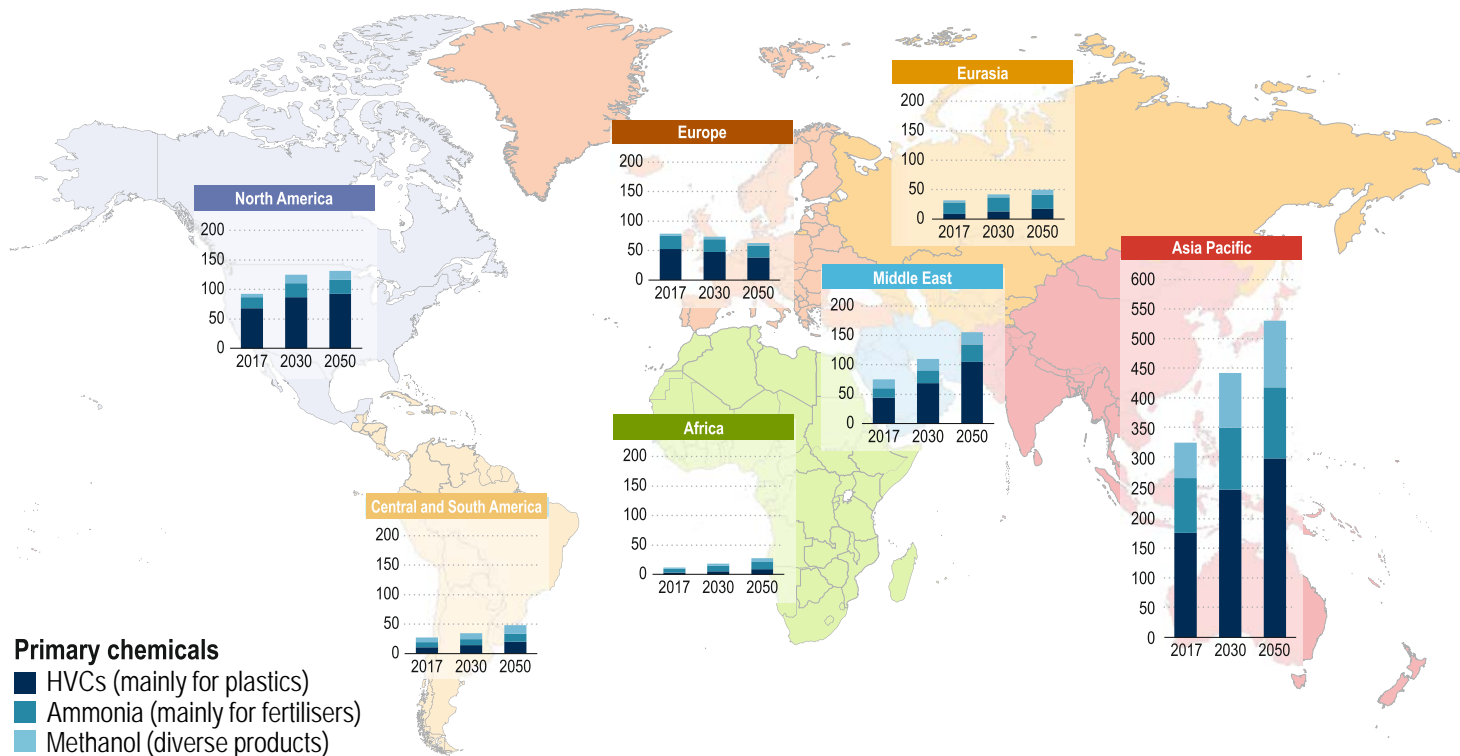 Eurasia
200
150
100
50
0
2017 2030 2050
Europe
200
150
100
50
0
2017 2030 2050
North America
200
150
100
50
0
2017 2030 2050
Asia Pacific
600
550
500
450
400
350
300
250
200
150
100
50
0
2017 2030 2050
Middle East
200
150
100
50
0
2017 2030 2050
Africa
200
150
100
50
0
2017 2030 2050
Central and South America
200
150
100
50
0
2017 2030 2050
Primary chemicals
HVCs (mainly for plastics)
Ammonia (mainly for fertilisers)
Methanol (diverse products)